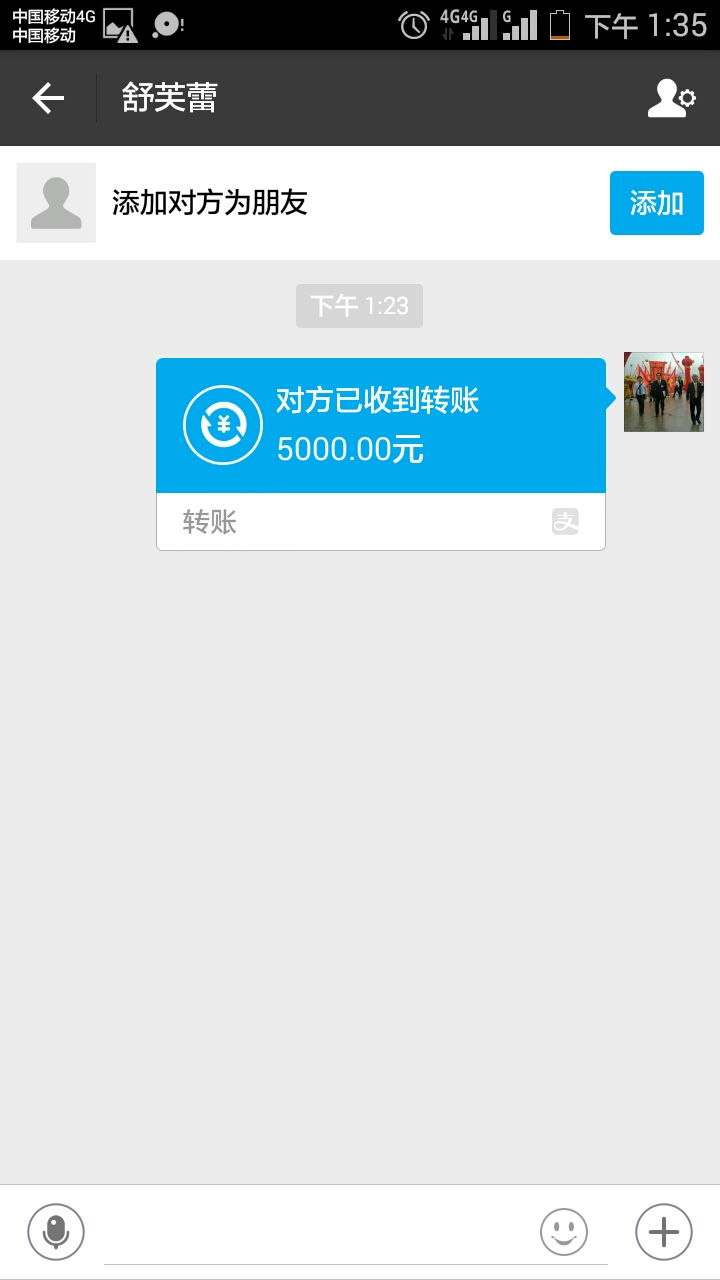 中国移动4G
中国移动
4G4G
G
下午 1:35
舒芙蕾
添加对方为朋友
添加
下午 1:23
对方已收到转账
5000.00元
转账
支